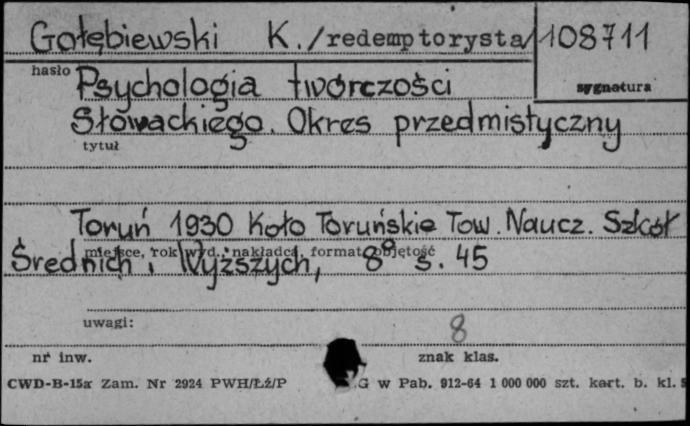 Gołębiewski K. /redemptorysta/ 108711
hasło Psychologia twórczości sygnatura
Słowackiego. Okres przedmistyczny
tytuł
Toruń 1930 Koło Toruńskie Tow. Naucz. Szkół
miejsce, rok wyd., nakładca, format, objętość
Średnich i Wyższych, 8° s. 45
uwagi:
8
nr inw. znak klas.
CWD-B-15a Zam. Nr 2924 PWH/Łź/P G w Pab. 912-64 1 000 000 szt. kart. b. kl.